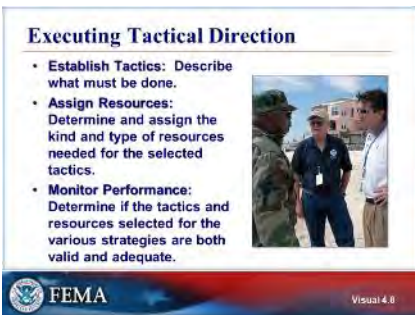 Executing Tactical Direction
• Establish Tactics: Describe
what must be done.
• Assign Resources:
Determine and assign the
kind and type of resources
needed for the selected
tactics.
• Monitor Performance:
Determine if the tactics and
resources selected for the
various strategies are both
valid and adequate.
FEMA
Visual 4.8